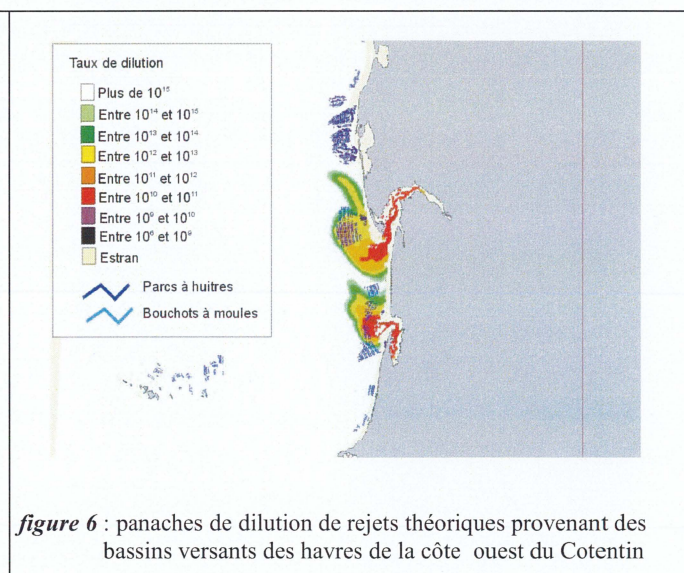 Taux de dilution
Plus de 10¹⁵
Entre 10¹⁴ et 10¹⁵
Entre 10¹³ et 10¹⁴
Entre 10¹² et 10¹³
Entre 10¹¹ et 10¹²
Entre 10¹⁰ et 10¹¹
Entre 10⁹ et 10¹⁰
Entre 10⁶ et 10⁹
Estran
Parcs à huitres
Bouchots à moules
figure 6 : panaches de dilution de rejets théoriques provenant des
bassins versants des havres de la côte ouest du Cotentin